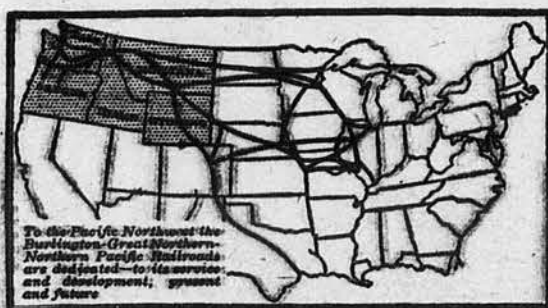 To the Pacific Northwest the
Burlington-Great Northern-
Northern Pacific Railroads
are dedicated—to its service
and development, present
and future